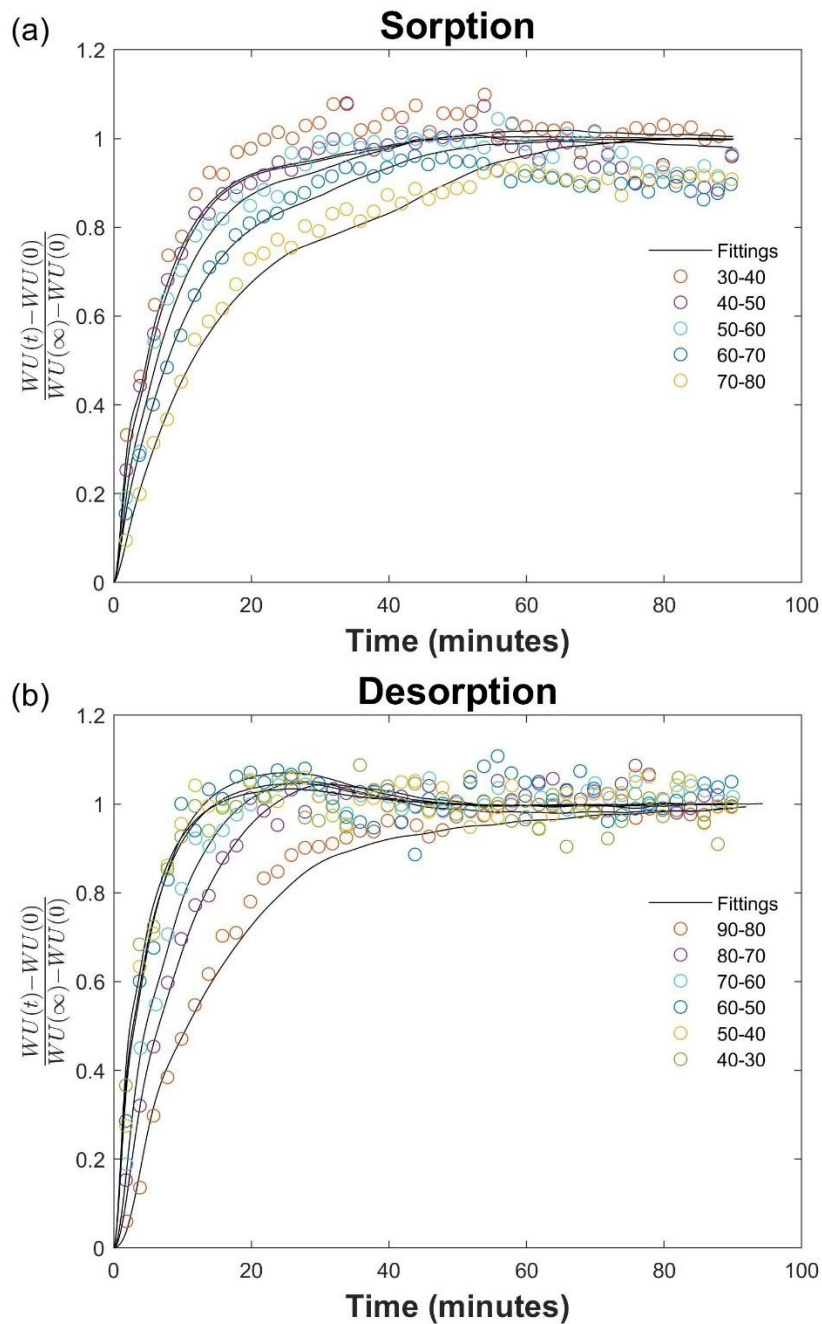 (a) Sorption
1.2
1
0.8
0.6
0.4
0.2
0
WU(t)−WU(0)
WU(∞)−WU(0)
Fittings
30-40
40-50
50-60
60-70
70-80
0 20 40 60 80 100
Time (minutes)
(b) Desorption
1.2
1
0.8
0.6
0.4
0.2
0
WU(t)−WU(0)
WU(∞)−WU(0)
Fittings
90-80
80-70
70-60
60-50
50-40
40-30
0 20 40 60 80 100
Time (minutes)